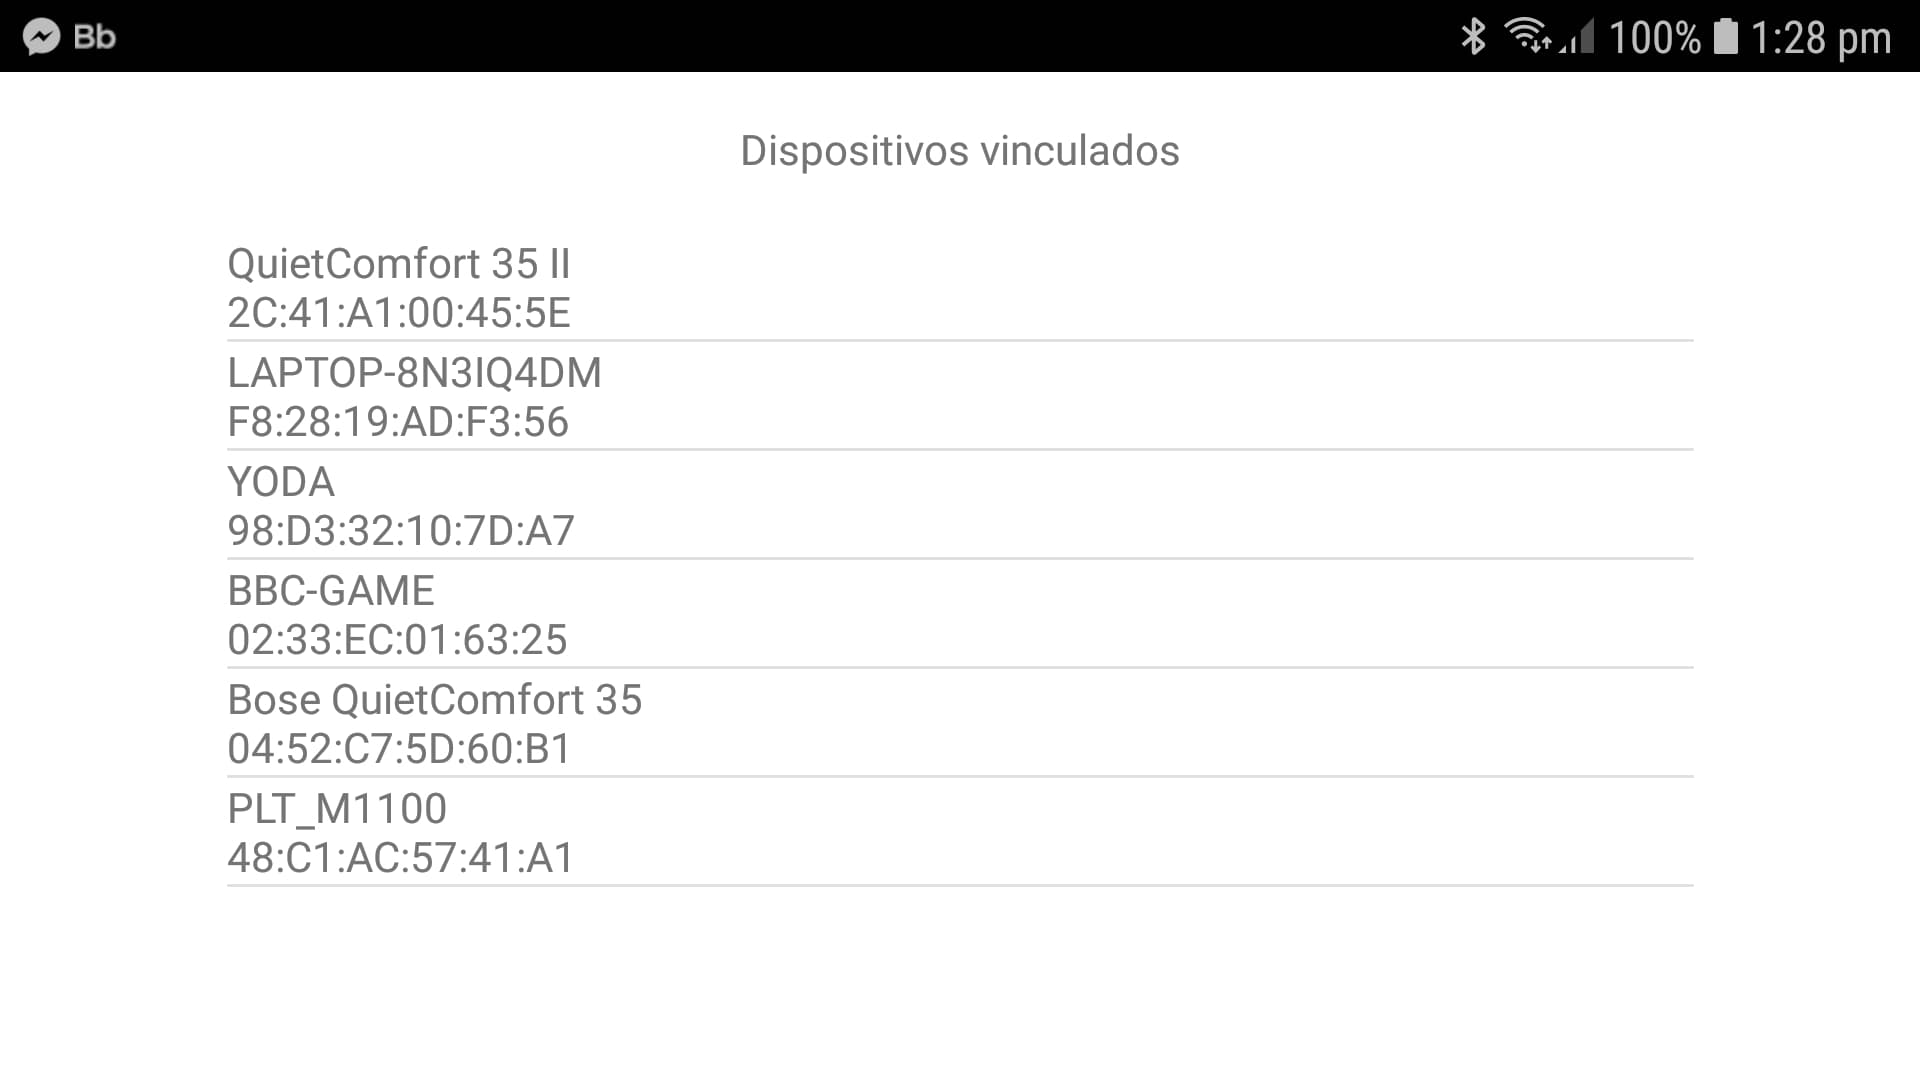 Bb 100% 1:28 pm
Dispositivos vinculados
QuietComfort 35 II
2C:41:A1:00:45:5E
LAPTOP-8N3IQ4DM
F8:28:19:AD:F3:56
YODA
98:D3:32:10:7D:A7
BBC-GAME
02:33:EC:01:63:25
Bose QuietComfort 35
04:52:C7:5D:60:B1
PLT_M1100
48:C1:AC:57:41:A1